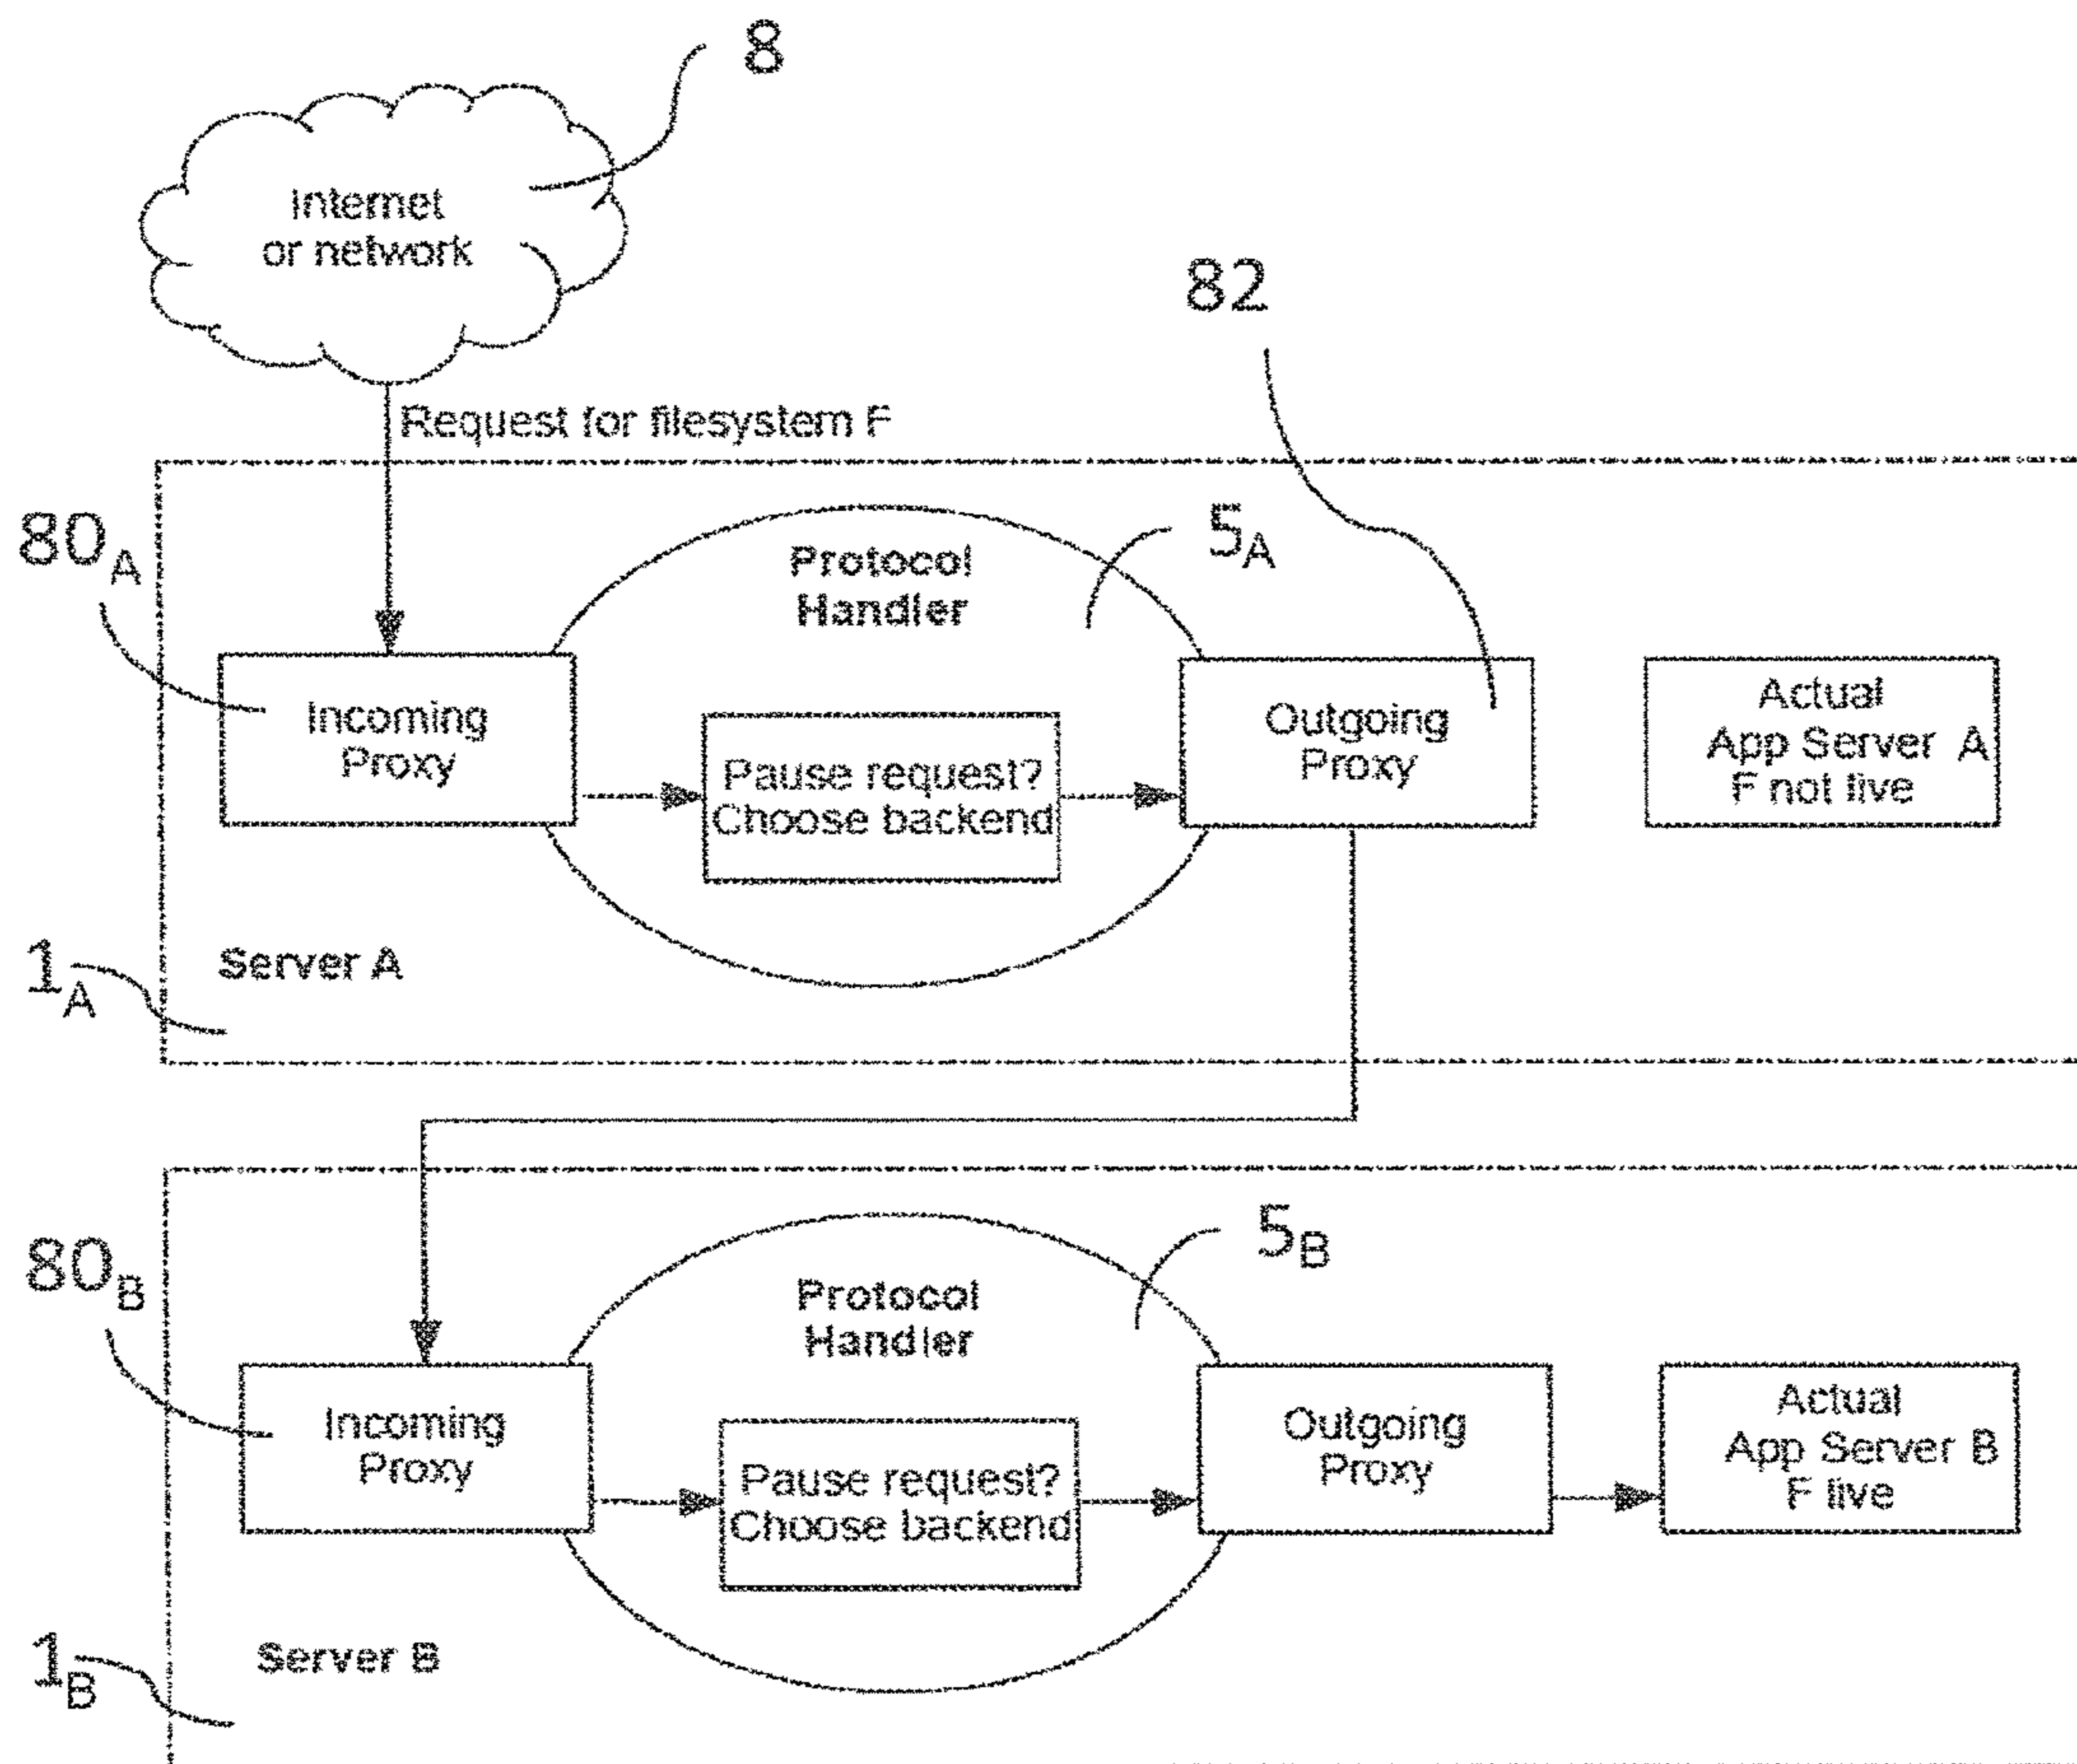 8
Internet
or network
82
Request for filesystem F
80A
5A
Protocol
Handler
Incoming
Proxy
Pause request?
Choose backend
Outgoing
Proxy
Actual
App Server A
F not live
Server A
1A
80B
5B
Protocol
Handler
Incoming
Proxy
Pause request?
Choose backend
Outgoing
Proxy
Actual
App Server B
F live
Server B
1B